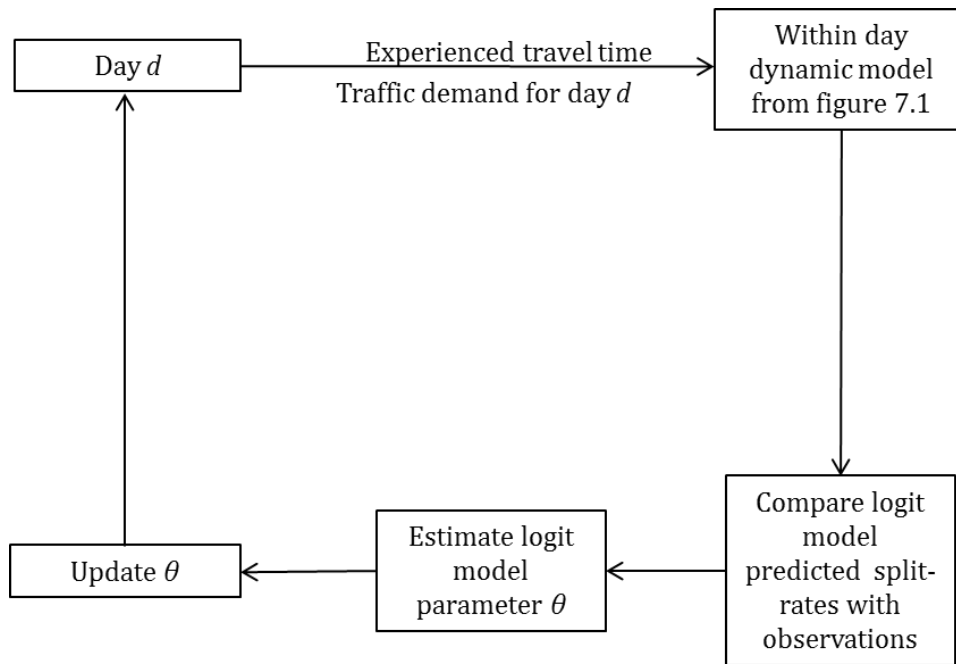 Day d
Experienced travel time
Traffic demand for day d
Within day
dynamic model
from figure 7.1
Compare logit
model
predicted split-
rates with
observations
Estimate logit
model
parameter θ
Update θ